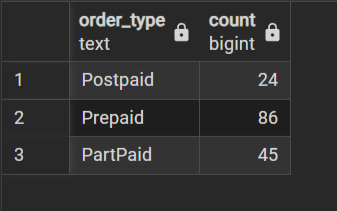 order_type count
text bigint
1 Postpaid 24
2 Prepaid 86
3 PartPaid 45